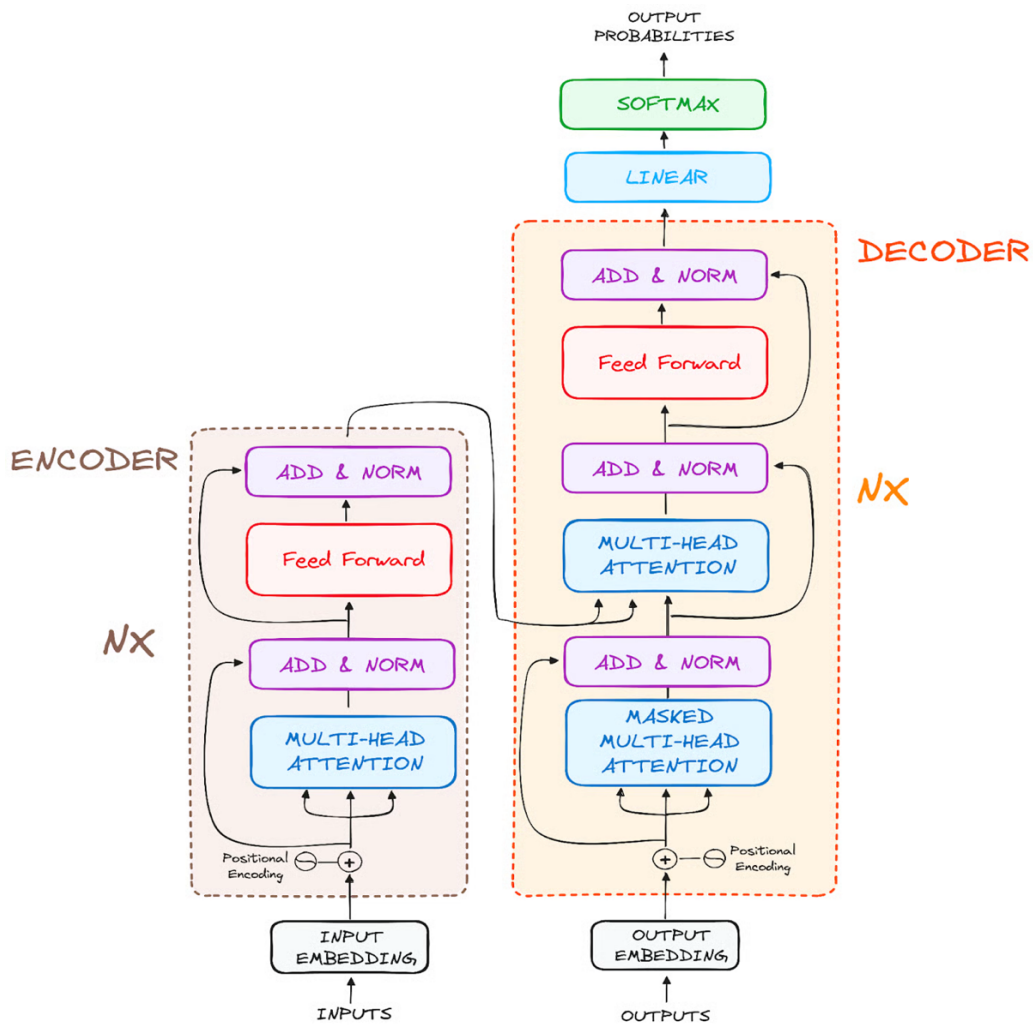 OUTPUT
PROBABILITIES
SOFTMAX
LINEAR
DECODER
ADD & NORM
Feed Forward
ADD & NORM
NX
MULTI-HEAD
ATTENTION
ADD & NORM
MASKED
MULTI-HEAD
ATTENTION
Positional
Encoding
OUTPUT
EMBEDDING
OUTPUTS
ENCODER
ADD & NORM
Feed Forward
NX
ADD & NORM
MULTI-HEAD
ATTENTION
Positional
Encoding
INPUT
EMBEDDING
INPUTS